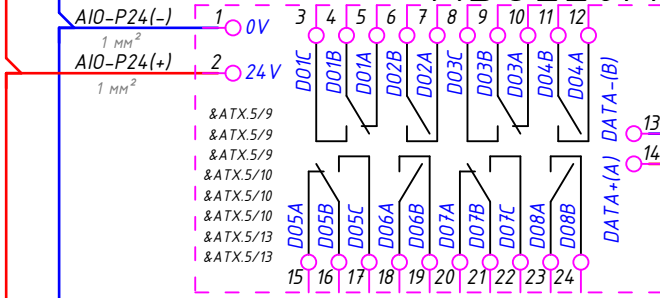 AIO-P24(-) 1 0V
1 мм²
AIO-P24(+) 2 24V
1 мм²
3 4 5 6 7 8 9 10 11 12
DO1C DO1B DO1A DO2B DO2A DO3C DO3B DO3A DO4B DO4A
DATA-(B) 13
DATA+(A) 14
&ATX.5/9
&ATX.5/9
&ATX.5/9
&ATX.5/10
&ATX.5/10
&ATX.5/10
&ATX.5/13
&ATX.5/13
DO5A DO5B DO5C DO6A DO6B DO7A DO7B DO7C DO8A DO8B
15 16 17 18 19 20 21 22 23 24